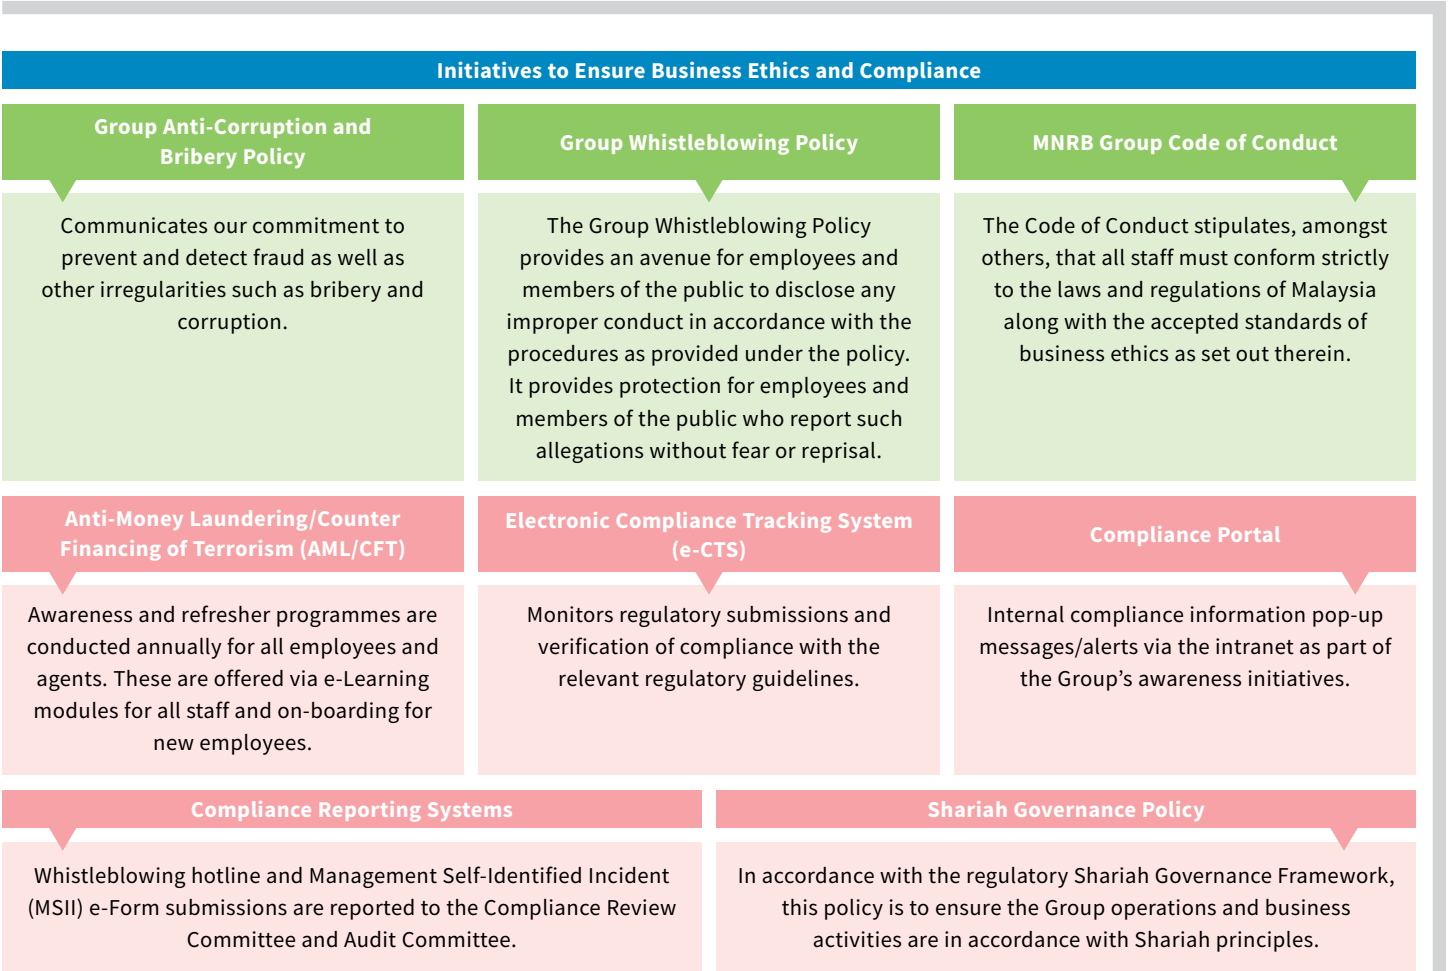 Initiatives to Ensure Business Ethics and Compliance
Group Anti-Corruption and
Bribery Policy
Communicates our commitment to
prevent and detect fraud as well as
other irregularities such as bribery and
corruption.
Group Whistleblowing Policy
The Group Whistleblowing Policy
provides an avenue for employees and
members of the public to disclose any
improper conduct in accordance with the
procedures as provided under the policy.
It provides protection for employees and
members of the public who report such
allegations without fear or reprisal.
MNRB Group Code of Conduct
The Code of Conduct stipulates, amongst
others, that all staff must conform strictly
to the laws and regulations of Malaysia
along with the accepted standards of
business ethics as set out therein.
Anti-Money Laundering/Counter
Financing of Terrorism (AML/CFT)
Awareness and refresher programmes are
conducted annually for all employees and
agents. These are offered via e-Learning
modules for all staff and on-boarding for
new employees.
Electronic Compliance Tracking System
(e-CTS)
Monitors regulatory submissions and
verification of compliance with the
relevant regulatory guidelines.
Compliance Portal
Internal compliance information pop-up
messages/alerts via the intranet as part of
the Group’s awareness initiatives.
Compliance Reporting Systems
Whistleblowing hotline and Management Self-Identified Incident
(MSII) e-Form submissions are reported to the Compliance Review
Committee and Audit Committee.
Shariah Governance Policy
In accordance with the regulatory Shariah Governance Framework,
this policy is to ensure the Group operations and business
activities are in accordance with Shariah principles.